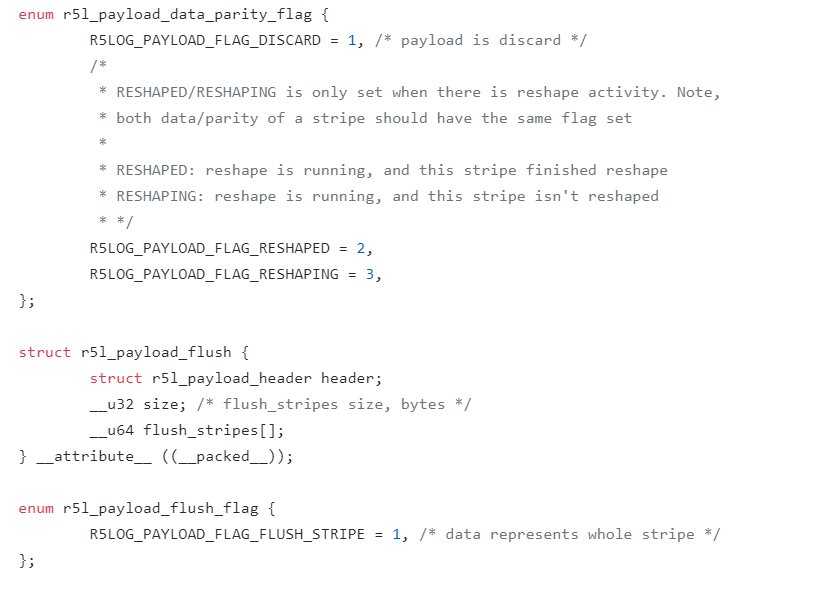 enum r5l_payload_data_parity_flag {
        R5LOG_PAYLOAD_FLAG_DISCARD = 1, /* payload is discard */
        /*
         * RESHAPED/RESHAPING is only set when there is reshape activity. Note,
         * both data/parity of a stripe should have the same flag set
         *
         * RESHAPED: reshape is running, and this stripe finished reshape
         * RESHAPING: reshape is running, and this stripe isn't reshaped
         * */
        R5LOG_PAYLOAD_FLAG_RESHAPED = 2,
        R5LOG_PAYLOAD_FLAG_RESHAPING = 3,
};

struct r5l_payload_flush {
        struct r5l_payload_header header;
        __u32 size; /* flush_stripes size, bytes */
        __u64 flush_stripes[];
} __attribute__ ((__packed__));

enum r5l_payload_flush_flag {
        R5LOG_PAYLOAD_FLAG_FLUSH_STRIPE = 1, /* data represents whole stripe */
};